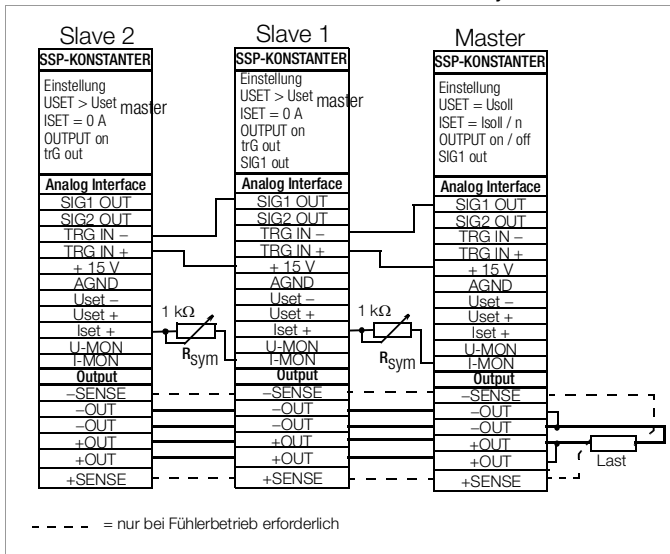 Slave 2
SSP-KONSTANTER
Einstellung
USET > Uset master
ISET = 0 A
OUTPUT on
trG out
Analog Interface
SIG1 OUT
SIG2 OUT
TRG IN –
TRG IN +
+ 15 V
AGND
Uset –
Uset +
Iset +
U-MON
I-MON
Output
–SENSE
–OUT
–OUT
+OUT
+OUT
+SENSE
1 kΩ
Rsym
Slave 1
SSP-KONSTANTER
Einstellung
USET > Uset master
ISET = 0 A
OUTPUT on
trG out
SIG1 out
Analog Interface
SIG1 OUT
SIG2 OUT
TRG IN –
TRG IN +
+ 15 V
AGND
Uset –
Uset +
Iset +
U-MON
I-MON
Output
–SENSE
–OUT
–OUT
+OUT
+OUT
+SENSE
1 kΩ
Rsym
Master
SSP-KONSTANTER
Einstellung
USET = Usoll
ISET = Isoll / n
OUTPUT on / off
SIG1 out
Analog Interface
SIG1 OUT
SIG2 OUT
TRG IN –
TRG IN +
+ 15 V
AGND
Uset –
Uset +
Iset +
U-MON
I-MON
Output
–SENSE
–OUT
–OUT
+OUT
+OUT
+SENSE
Last
= nur bei Fühlerbetrieb erforderlich